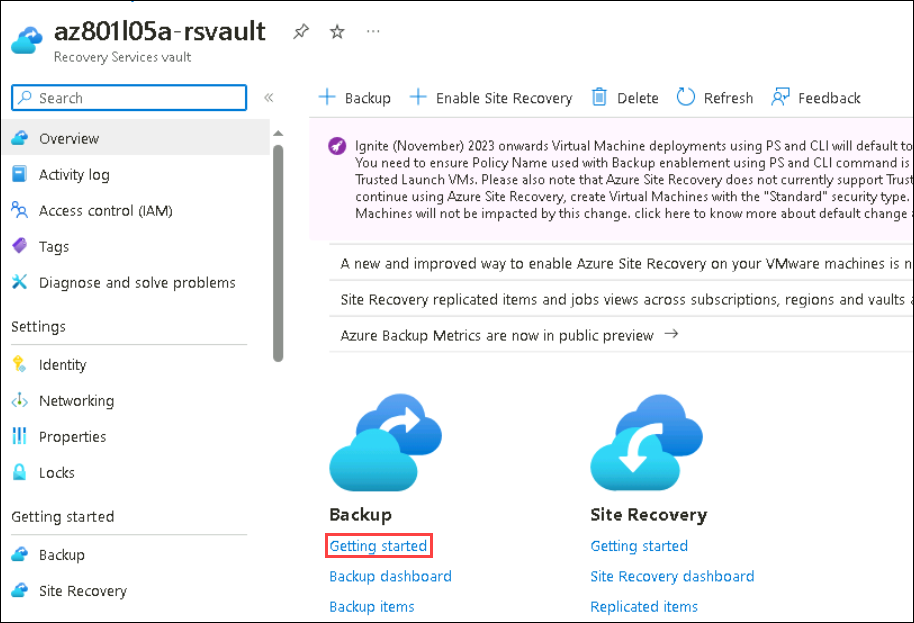 az801l05a-rsvault
Recovery Services vault
Search
Overview
Activity log
Access control (IAM)
Tags
Diagnose and solve problems
Settings
Identity
Networking
Properties
Locks
Getting started
Backup
Site Recovery
Backup
Enable Site Recovery
Delete
Refresh
Feedback
Ignite (November) 2023 onwards Virtual Machine deployments using PS and CLI will default to
You need to ensure Policy Name used with Backup enablement using PS and CLI command is
Trusted Launch VMs. Please also note that Azure Site Recovery does not currently support Trust
continue using Azure Site Recovery, create Virtual Machines with the "Standard" security type.
Machines will not be impacted by this change. click here to know more about default change a
A new and improved way to enable Azure Site Recovery on your VMware machines is n
Site Recovery replicated items and jobs views across subscriptions, regions and vaults a
Azure Backup Metrics are now in public preview →
Backup
Getting started
Backup dashboard
Backup items
Site Recovery
Getting started
Site Recovery dashboard
Replicated items